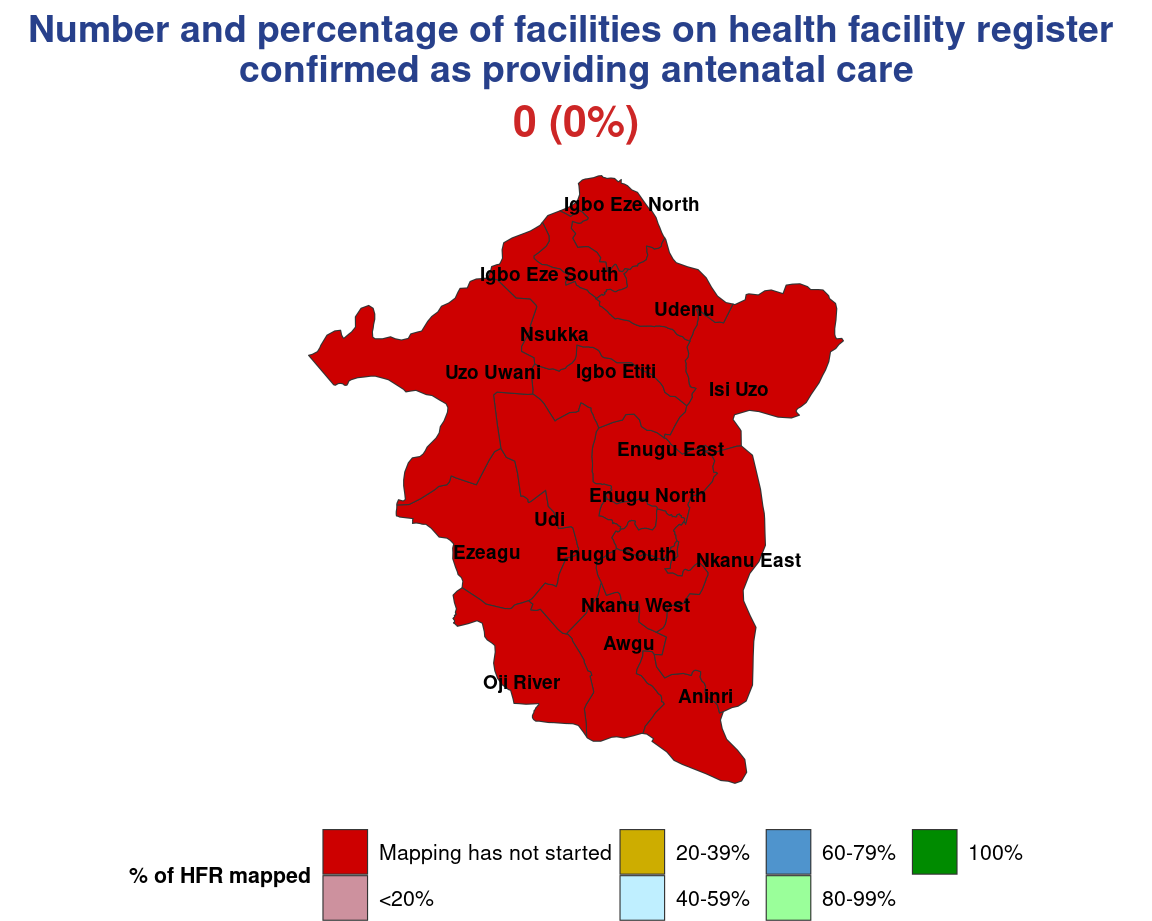 Number and percentage of facilities on health facility register
confirmed as providing antenatal care
0 (0%)
Igbo Eze North
Igbo Eze South
Udenu
Nsukka
Uzo Uwani
Igbo Etiti
Isi Uzo
Enugu East
Enugu North
Udi
Ezeagu
Enugu South
Nkanu East
Nkanu West
Awgu
Oji River
Aninri
% of HFR mapped
Mapping has not started
<20%
20-39%
40-59%
60-79%
80-99%
100%